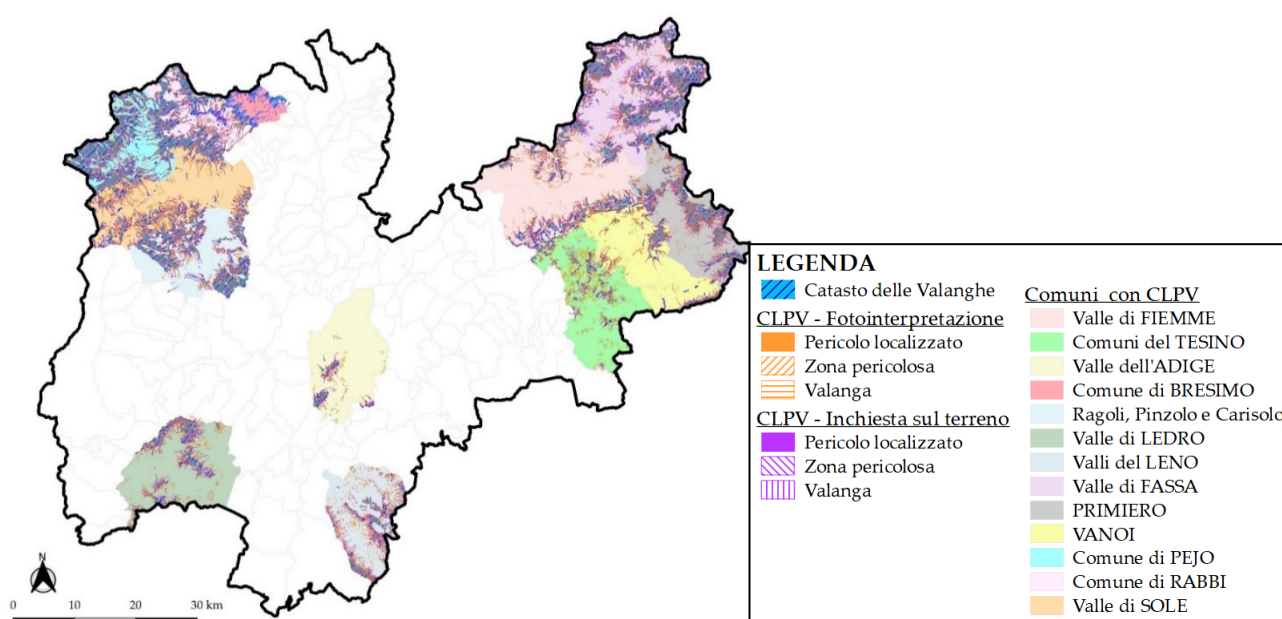 LEGENDA
Catasto delle Valanghe
CLPV - Fotointerpretazione
Pericolo localizzato
Zona pericolosa
Valanga
CLPV - Inchiesta sul terreno
Pericolo localizzato
Zona pericolosa
Valanga
Comuni con CLPV
Valle di FIEMME
Comuni del TESINO
Valle dell'ADIGE
Comune di BRESIMO
Ragoli, Pinzolo e Carisolo
Valle di LEDRO
Valli del LENO
Valle di FASSA
PRIMIERO
VANOI
Comune di PEJO
Comune di RABBI
Valle di SOLE
N
0 10 20 30 km